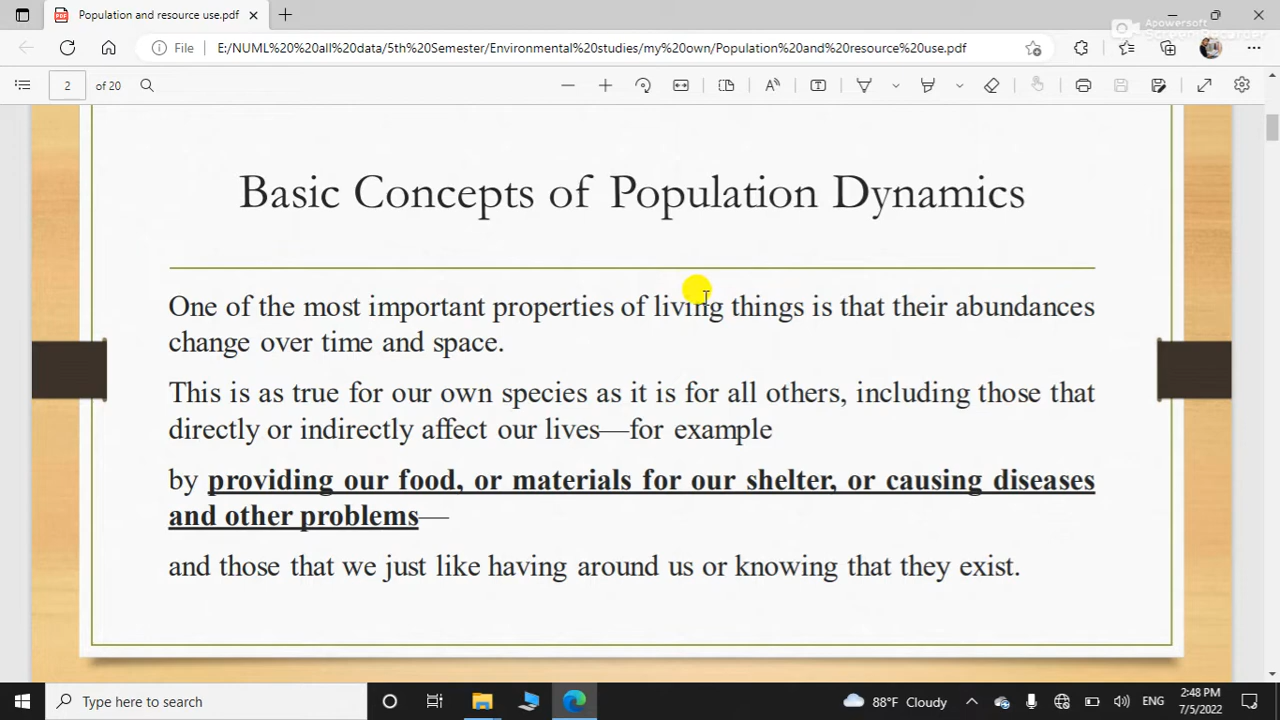 Population and resource use.pdf
Apowersoft
Screen Recorder
File
E:/NUML%20%20all%20data/5th%20Semester/Environmental%20studies/my%20own/Population%20and%20resource%20use.pdf
2 of 20
Basic Concepts of Population Dynamics
One of the most important properties of living things is that their abundances
change over time and space.
This is as true for our own species as it is for all others, including those that
directly or indirectly affect our lives—for example
by providing our food, or materials for our shelter, or causing diseases
and other problems—
and those that we just like having around us or knowing that they exist.
Type here to search
88°F Cloudy
ENG
2:48 PM
7/5/2022